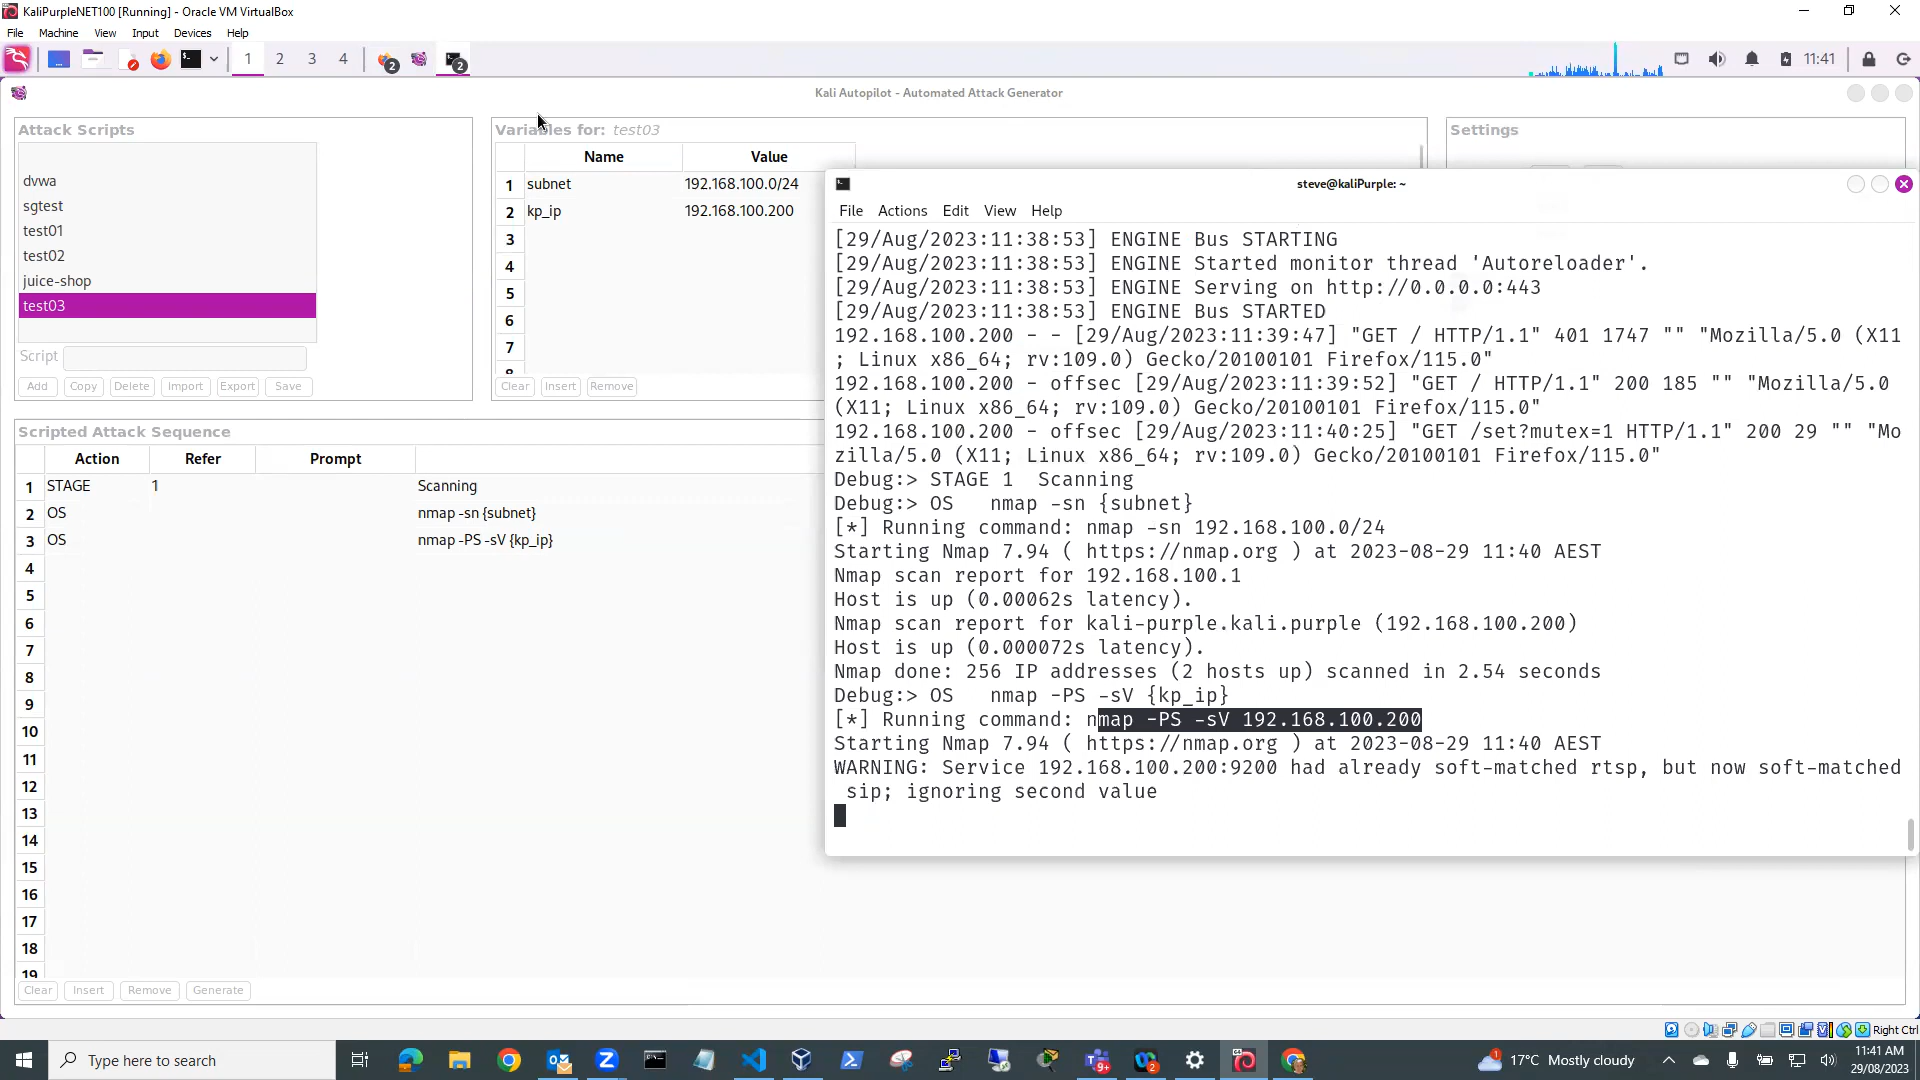 KaliPurpleNET100 [Running] - Oracle VM VirtualBox
File Machine View Input Devices Help
1 2 3 4 2 2 11:41
Kali Autopilot - Automated Attack Generator
Attack Scripts
dvwa
sgtest
test01
test02
juice-shop
test03
Script
Add Copy Delete Import Export Save
Variables for: test03
Name Value
1 subnet 192.168.100.0/24
2 kp_ip 192.168.100.200
3
4
5
6
7
Clear Insert Remove
Settings
Scripted Attack Sequence
Action Refer Prompt
1 STAGE 1 Scanning
2 OS nmap -sn {subnet}
3 OS nmap -PS -sV {kp_ip}
4
5
6
7
8
9
10
11
12
13
14
15
16
17
18
19
Clear Insert Remove Generate
steve@kaliPurple: ~
File Actions Edit View Help
[29/Aug/2023:11:38:53] ENGINE Bus STARTING
[29/Aug/2023:11:38:53] ENGINE Started monitor thread 'Autoreloader'.
[29/Aug/2023:11:38:53] ENGINE Serving on http://0.0.0.0:443
[29/Aug/2023:11:38:53] ENGINE Bus STARTED
192.168.100.200 - - [29/Aug/2023:11:39:47] "GET / HTTP/1.1" 401 1747 "" "Mozilla/5.0 (X11
; Linux x86_64; rv:109.0) Gecko/20100101 Firefox/115.0"
192.168.100.200 - offsec [29/Aug/2023:11:39:52] "GET / HTTP/1.1" 200 185 "" "Mozilla/5.0
(X11; Linux x86_64; rv:109.0) Gecko/20100101 Firefox/115.0"
192.168.100.200 - offsec [29/Aug/2023:11:40:25] "GET /set?mutex=1 HTTP/1.1" 200 29 "" "Mo
zilla/5.0 (X11; Linux x86_64; rv:109.0) Gecko/20100101 Firefox/115.0"
Debug:> STAGE 1  Scanning
Debug:> OS   nmap -sn {subnet}
[*] Running command: nmap -sn 192.168.100.0/24
Starting Nmap 7.94 ( https://nmap.org ) at 2023-08-29 11:40 AEST
Nmap scan report for 192.168.100.1
Host is up (0.00062s latency).
Nmap scan report for kali-purple.kali.purple (192.168.100.200)
Host is up (0.000072s latency).
Nmap done: 256 IP addresses (2 hosts up) scanned in 2.54 seconds
Debug:> OS   nmap -PS -sV {kp_ip}
[*] Running command: nmap -PS -sV 192.168.100.200
Starting Nmap 7.94 ( https://nmap.org ) at 2023-08-29 11:40 AEST
WARNING: Service 192.168.100.200:9200 had already soft-matched rtsp, but now soft-matched
sip; ignoring second value
Right Ctrl
Type here to search
17°C Mostly cloudy
11:41 AM
29/08/2023